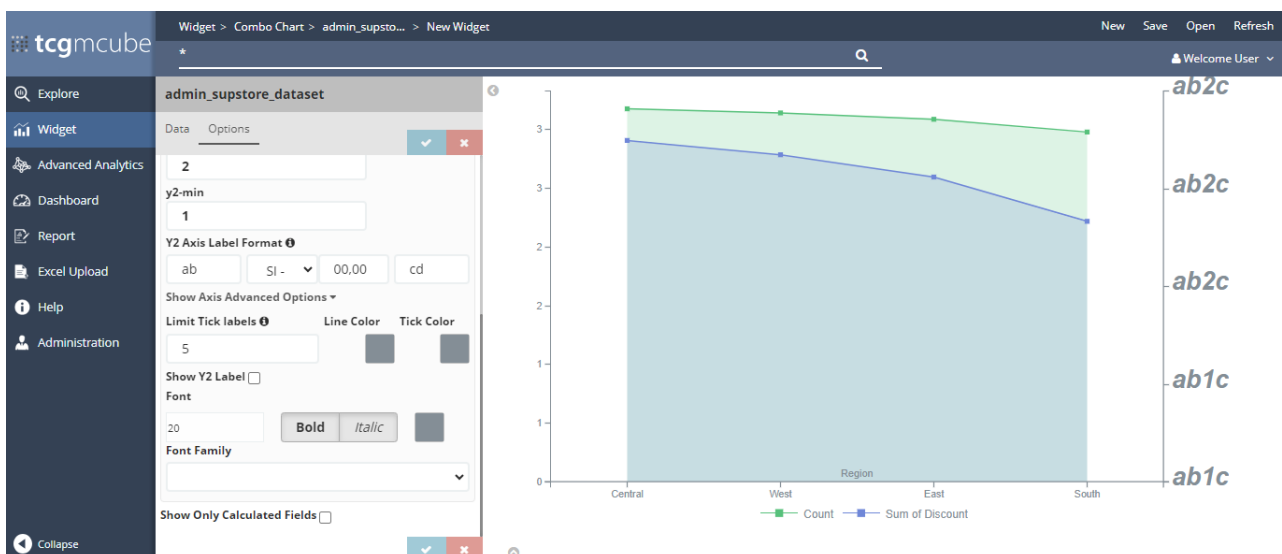 tcgmcube
Widget > Combo Chart > admin_supsto... > New Widget
New Save Open Refresh
*
Welcome User
Explore
Widget
Advanced Analytics
Dashboard
Report
Excel Upload
Help
Administration
Collapse
admin_supstore_dataset
Data Options
2
y2-min
1
Y2 Axis Label Format
ab SI - 00,00 cd
Show Axis Advanced Options
Limit Tick labels Line Color Tick Color
5
Show Y2 Label
Font
20 Bold Italic
Font Family
Show Only Calculated Fields
3
3
2
2
1
1
0
Region
Central West East South
Count Sum of Discount
ab2c
ab2c
ab2c
ab1c
ab1c